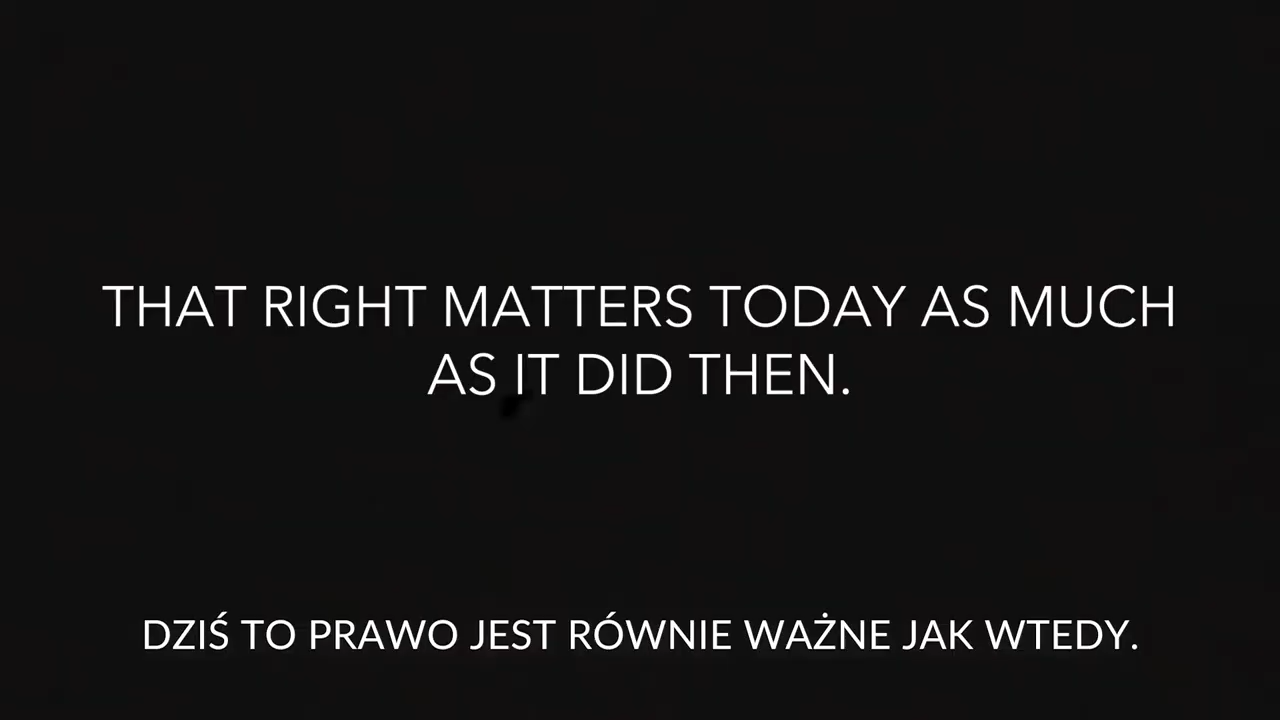 THAT RIGHT MATTERS TODAY AS MUCH
AS IT DID THEN.
DZIŚ TO PRAWO JEST RÓWNIE WAŻNE JAK WTEDY.